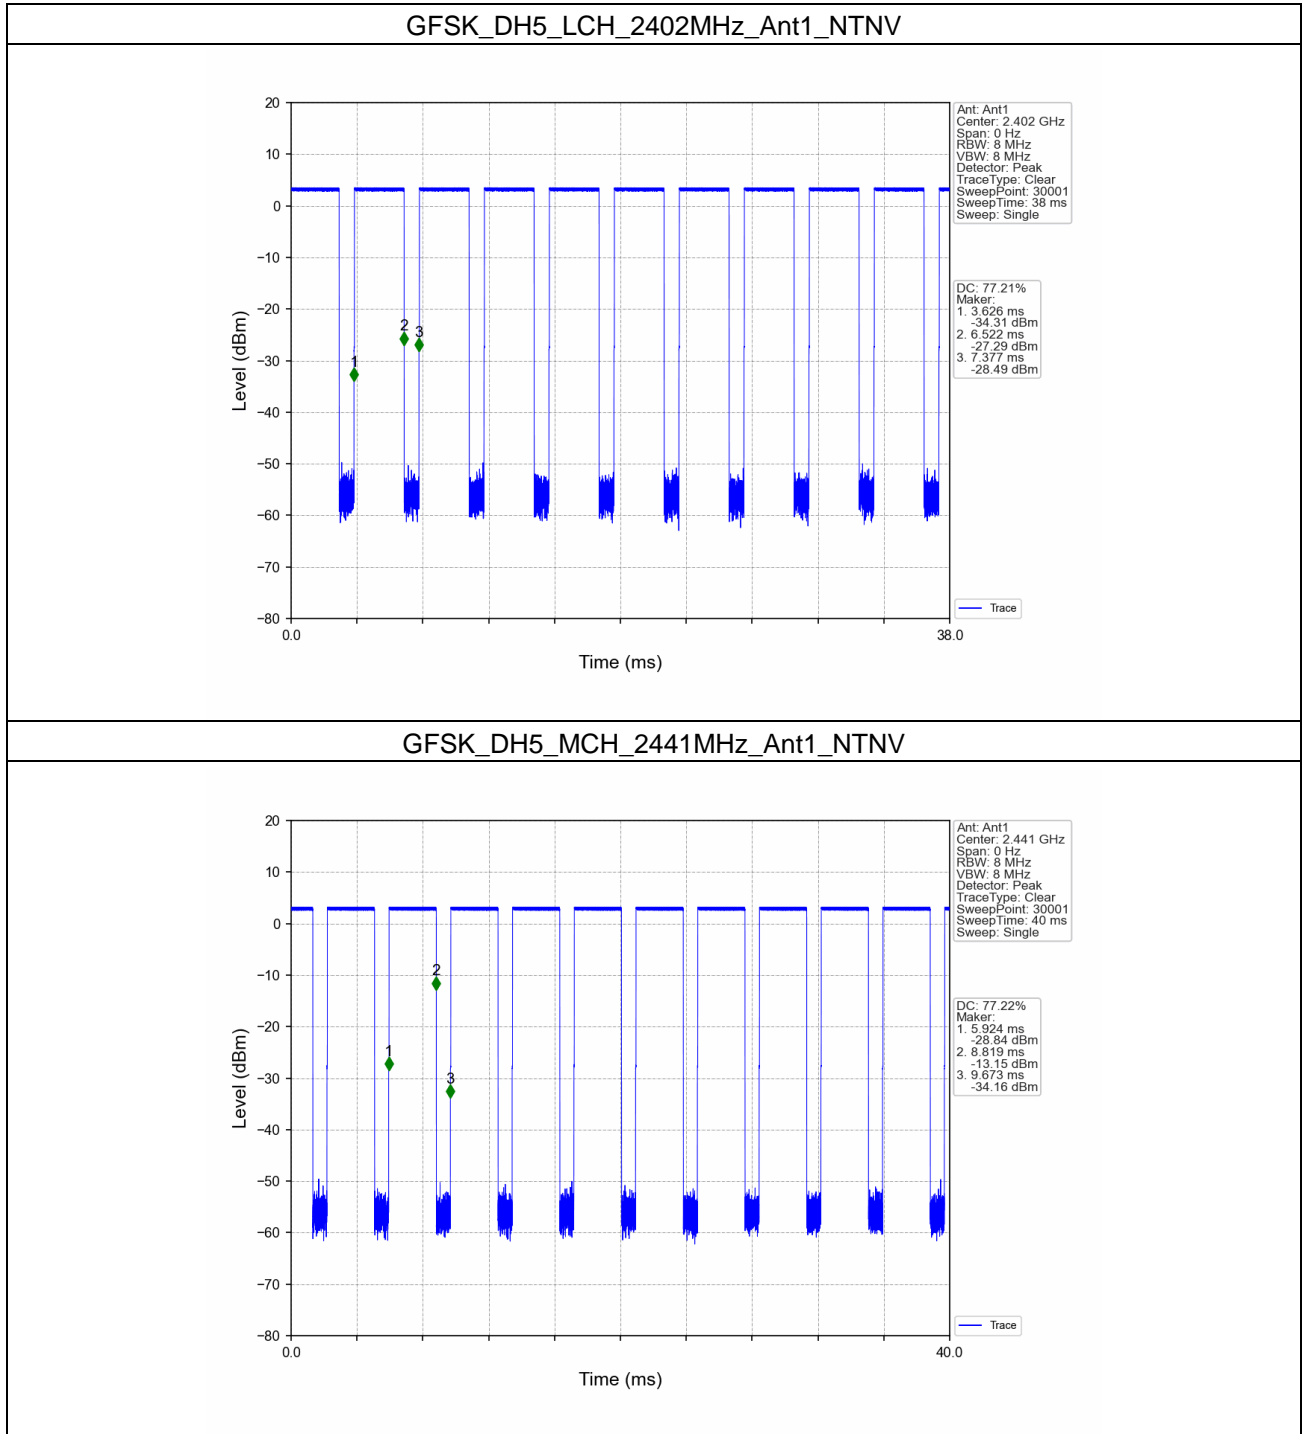 GFSK_DH5_LCH_2402MHz_Ant1_NTNV
20
10
0
−10
−20
−30
−40
−50
−60
−70
−80
Level (dBm)
1
2
3
0.0
38.0
Time (ms)
Ant: Ant1
Center: 2.402 GHz
Span: 0 Hz
RBW: 8 MHz
VBW: 8 MHz
Detector: Peak
TraceType: Clear
SweepPoint: 30001
SweepTime: 38 ms
Sweep: Single
DC: 77.21%
Maker:
1. 3.626 ms
-34.31 dBm
2. 6.522 ms
-27.29 dBm
3. 7.377 ms
-28.49 dBm
Trace
GFSK_DH5_MCH_2441MHz_Ant1_NTNV
20
10
0
−10
−20
−30
−40
−50
−60
−70
−80
Level (dBm)
1
2
3
0.0
40.0
Time (ms)
Ant: Ant1
Center: 2.441 GHz
Span: 0 Hz
RBW: 8 MHz
VBW: 8 MHz
Detector: Peak
TraceType: Clear
SweepPoint: 30001
SweepTime: 40 ms
Sweep: Single
DC: 77.22%
Maker:
1. 5.924 ms
-28.84 dBm
2. 8.819 ms
-13.15 dBm
3. 9.673 ms
-34.16 dBm
Trace